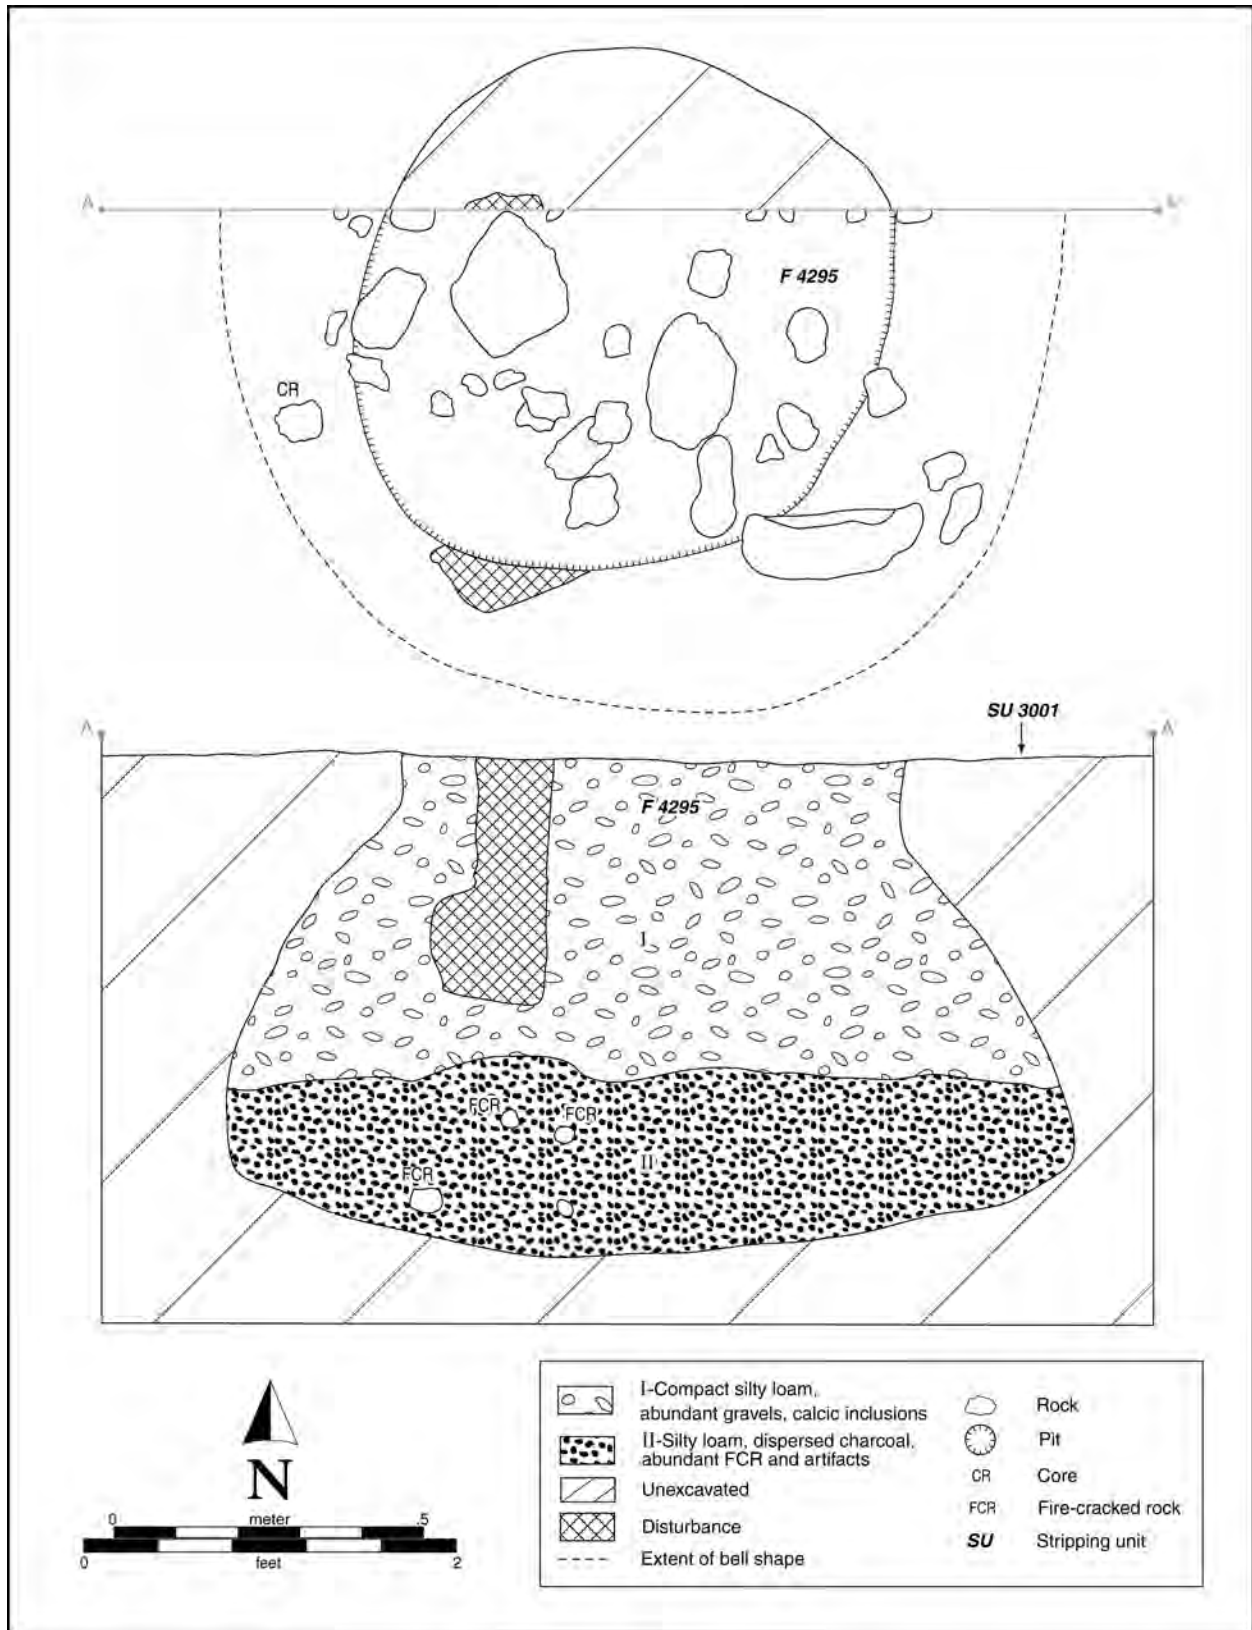 A
A'
F 4295
CR
SU 3001
A
A'
F 4295
I
FCR
FCR
II
FCR
N
0 meter .5
0 feet 2
I-Compact silty loam,
abundant gravels, calcic inclusions
II-Silty loam, dispersed charcoal,
abundant FCR and artifacts
Unexcavated
Disturbance
Extent of bell shape
Rock
Pit
CR Core
FCR Fire-cracked rock
SU Stripping unit